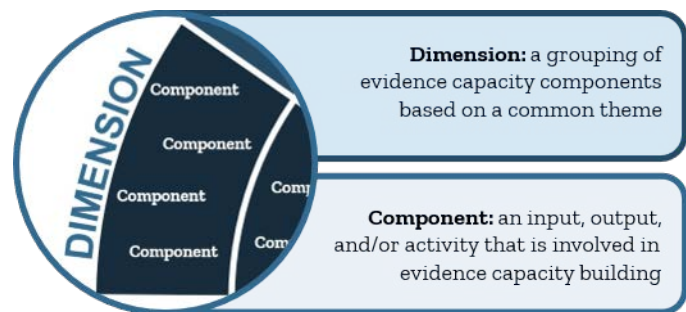 DIMENSION
Component
Component
Component
Component
Dimension: a grouping of
evidence capacity components
based on a common theme
Component: an input, output,
and/or activity that is involved in
evidence capacity building